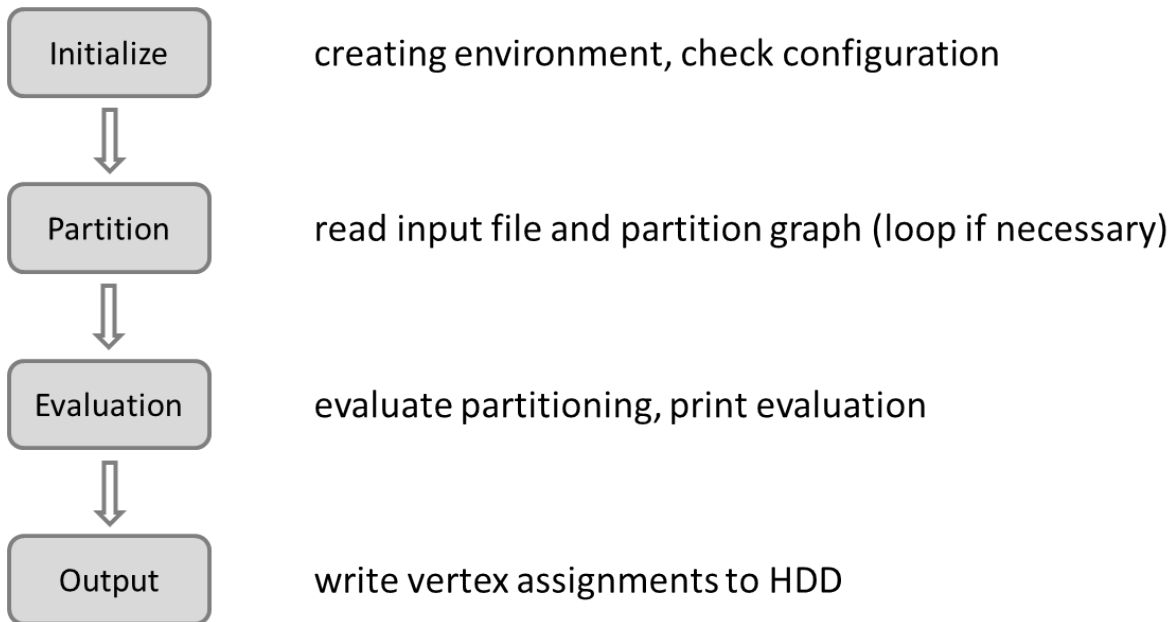 Initialize
creating environment, check configuration
Partition
read input file and partition graph (loop if necessary)
Evaluation
evaluate partitioning, print evaluation
Output
write vertex assignments to HDD